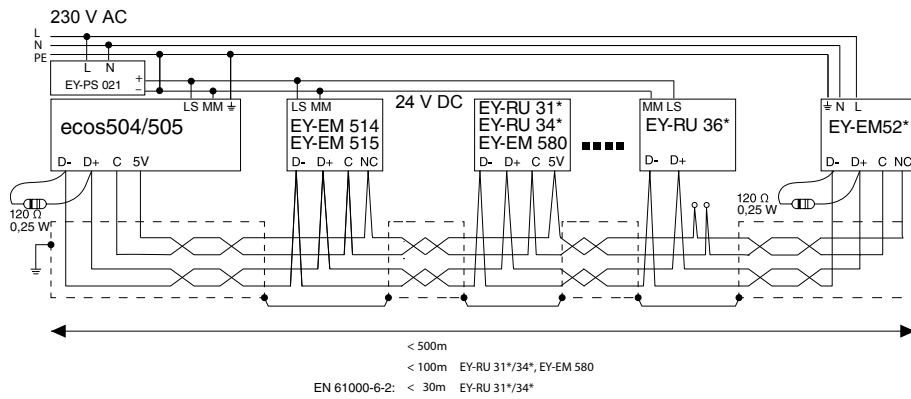 230 V AC
L
N
PE
L N
EY-PS 021
+
−
LS MM
LS MM
24 V DC
MM LS
N L
ecos504/505
EY-EM 514
EY-EM 515
EY-RU 31*
EY-RU 34*
EY-EM 580
EY-RU 36*
EY-EM52*
D- D+ C 5V
D- D+ C NC
D- D+ C 5V
D- D+
D- D+ C NC
120 Ω
0,25 W
120 Ω
0,25 W
< 500m
< 100m EY-RU 31*/34*, EY-EM 580
EN 61000-6-2: < 30m EY-RU 31*/34*